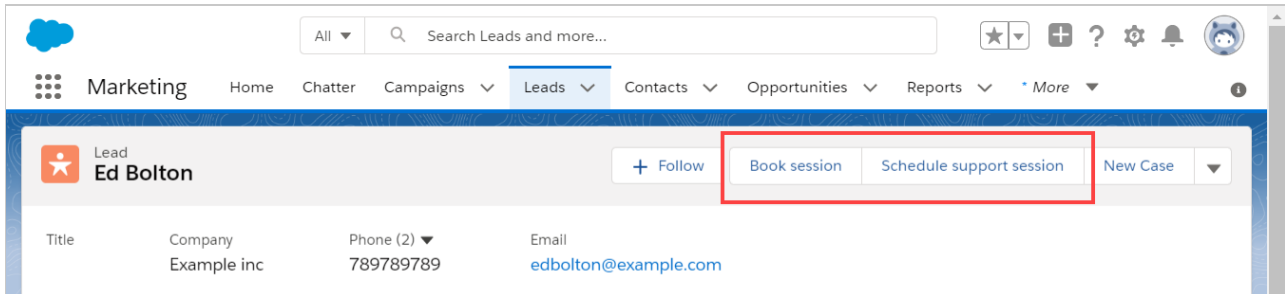 All Search Leads and more...
Marketing Home Chatter Campaigns Leads Contacts Opportunities Reports * More
Lead
Ed Bolton
+ Follow Book session Schedule support session New Case
Title Company Phone (2) Email
Example inc 789789789 edbolton@example.com